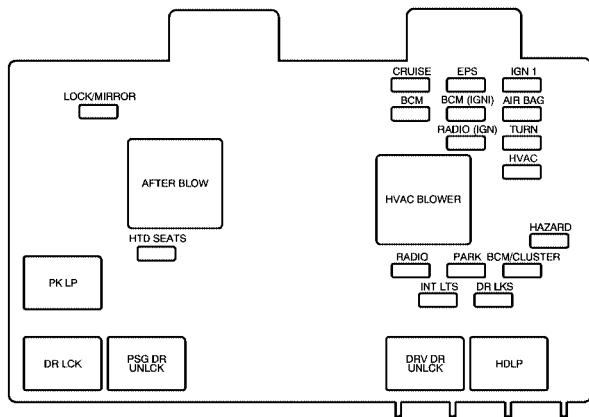 CRUISE EPS IGN 1
LOCK/MIRROR
BCM BCM (IGNI) AIR BAG
RADIO (IGN) TURN
HVAC
AFTER BLOW
HVAC BLOWER
HAZARD
HTD SEATS
RADIO PARK BCM/CLUSTER
PK LP
INT LTS DR LKS
DR LCK
PSG DR
UNLCK
DRV DR
UNLCK
HDLP